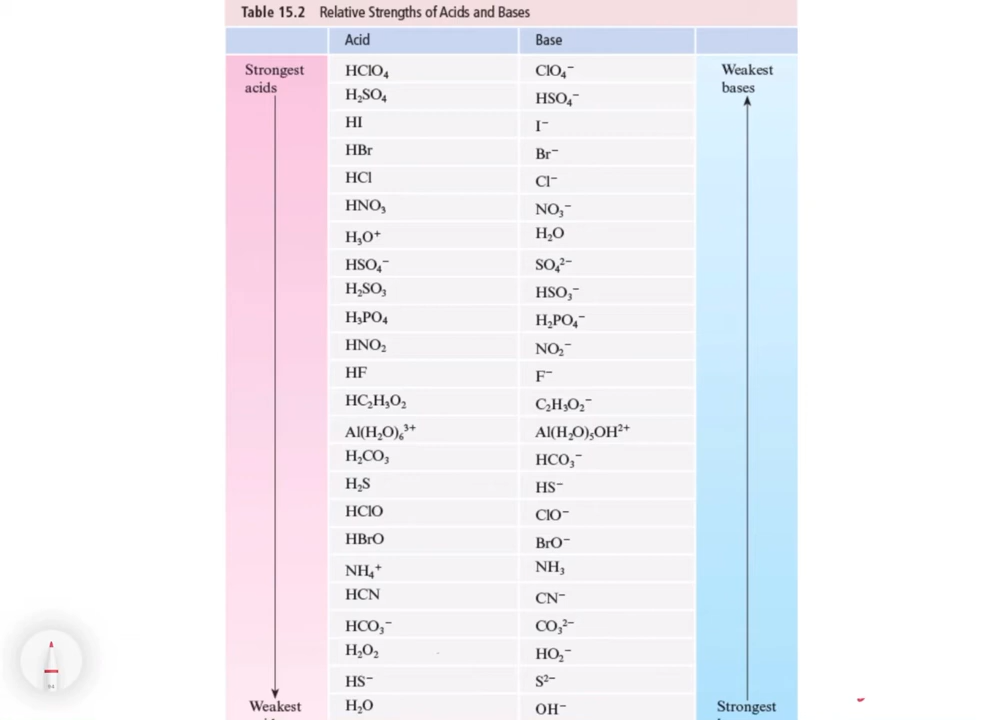 Table 15.2 Relative Strengths of Acids and Bases
Acid Base
Strongest acids HClO₄ ClO₄⁻ Weakest bases
H₂SO₄ HSO₄⁻
HI I⁻
HBr Br⁻
HCl Cl⁻
HNO₃ NO₃⁻
H₃O⁺ H₂O
HSO₄⁻ SO₄²⁻
H₂SO₃ HSO₃⁻
H₃PO₄ H₂PO₄⁻
HNO₂ NO₂⁻
HF F⁻
HC₂H₃O₂ C₂H₃O₂⁻
Al(H₂O)₆³⁺ Al(H₂O)₅OH²⁺
H₂CO₃ HCO₃⁻
H₂S HS⁻
HClO ClO⁻
HBrO BrO⁻
NH₄⁺ NH₃
HCN CN⁻
HCO₃⁻ CO₃²⁻
H₂O₂ HO₂⁻
HS⁻ S²⁻
Weakest H₂O OH⁻ Strongest